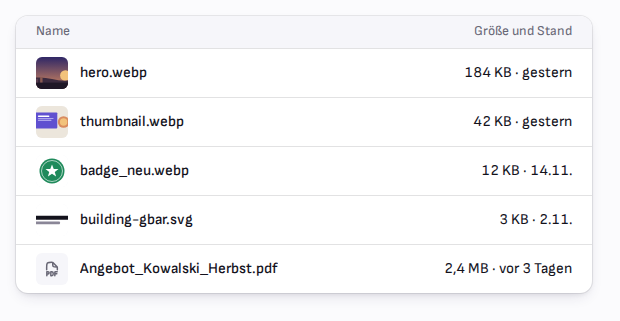 Name Größe und Stand
hero.webp 184 KB · gestern
thumbnail.webp 42 KB · gestern
badge_neu.webp 12 KB · 14.11.
building-gbar.svg 3 KB · 2.11.
PDF Angebot_Kowalski_Herbst.pdf 2,4 MB · vor 3 Tagen